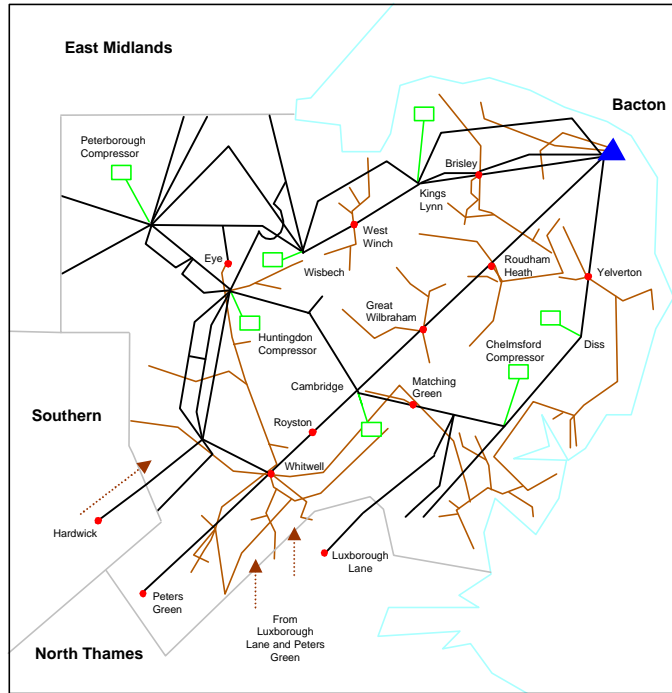 East Midlands
Bacton
Peterborough
Compressor
Brisley
Kings
Lynn
West
Winch
Eye
Wisbech
Roudham
Heath
Yelverton
Great
Wilbraham
Huntingdon
Compressor
Chelmsford
Compressor
Diss
Cambridge
Matching
Green
Southern
Royston
Whitwell
Hardwick
Luxborough
Lane
Peters
Green
From
Luxborough
Lane and Peters
Green
North Thames